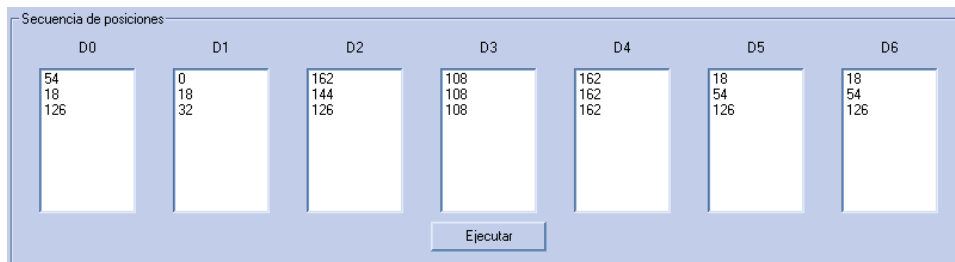 Secuencia de posiciones
D0 D1 D2 D3 D4 D5 D6
54 0 162 108 162 18 18
18 18 144 108 162 54 54
126 32 126 108 162 126 126
Ejecutar